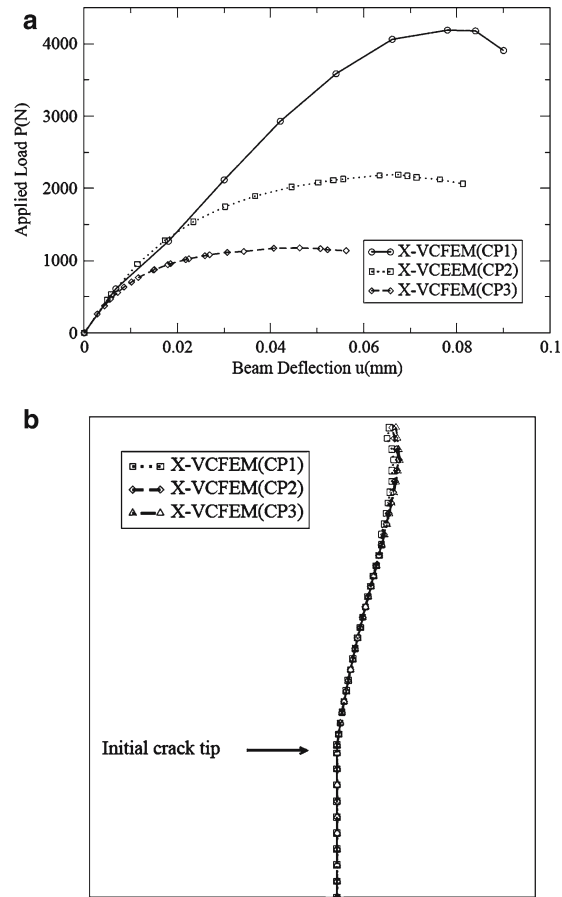 a
Applied Load P(N)
4000
3000
2000
1000
0
0
0.02
0.04
0.06
0.08
0.1
Beam Deflection u(mm)
X-VCFEM(CP1)
X-VCEEM(CP2)
X-VCFEM(CP3)
b
X-VCFEM(CP1)
X-VCFEM(CP2)
X-VCFEM(CP3)
Initial crack tip